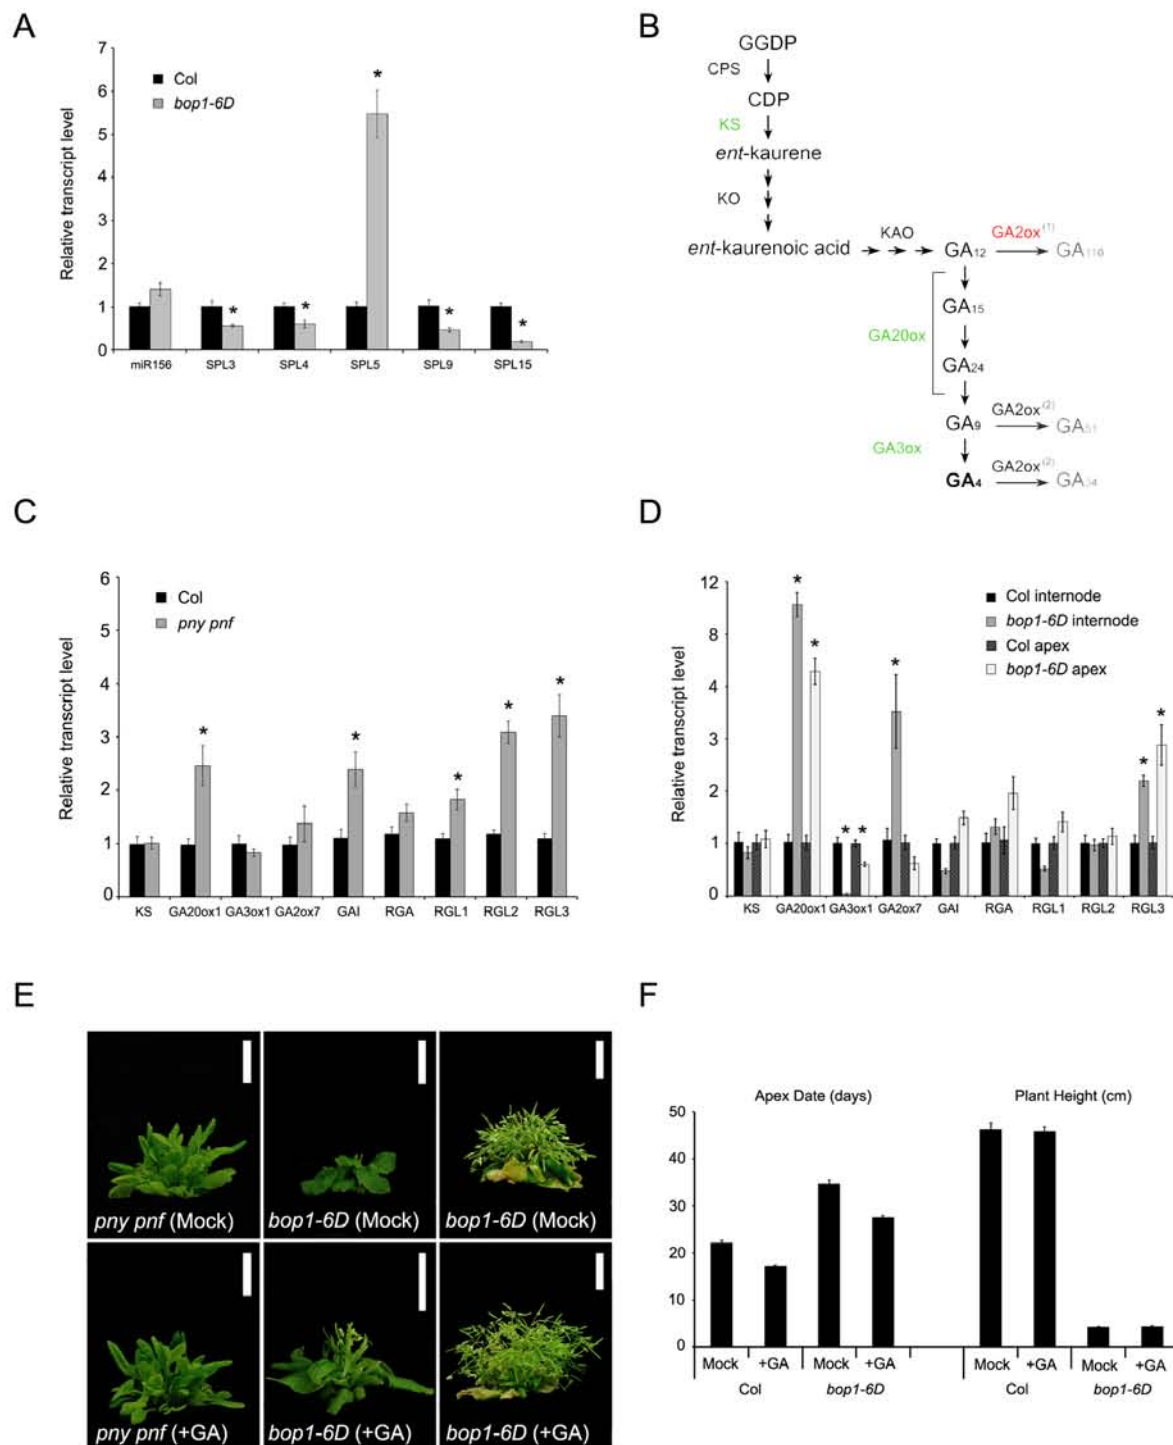 A
7
6
5
4
3
2
1
0
Relative transcript level
Col
bop1-6D
*
*
*
*
*
miR156 SPL3 SPL4 SPL5 SPL9 SPL15
B
GGDP
CPS
CDP
KS
ent-kaurene
KO
ent-kaurenoic acid
KAO
GA12
GA2ox(1)
GA110
GA15
GA20ox
GA24
GA9
GA2ox(2)
GA51
GA3ox
GA4
GA2ox(2)
GA34
C
6
5
4
3
2
1
0
Relative transcript level
Col
pny pnf
*
*
*
*
*
KS GA20ox1 GA3ox1 GA2ox7 GAI RGA RGL1 RGL2 RGL3
D
12
8
4
3
2
1
0
Relative transcript level
Col internode
bop1-6D internode
Col apex
bop1-6D apex
*
*
* *
*
*
*
KS GA20ox1 GA3ox1 GA2ox7 GAI RGA RGL1 RGL2 RGL3
E
pny pnf (Mock)
bop1-6D (Mock)
bop1-6D (Mock)
pny pnf (+GA)
bop1-6D (+GA)
bop1-6D (+GA)
F
Apex Date (days)
Plant Height (cm)
50
40
30
20
10
0
Mock +GA Mock +GA Mock +GA Mock +GA
Col bop1-6D Col bop1-6D